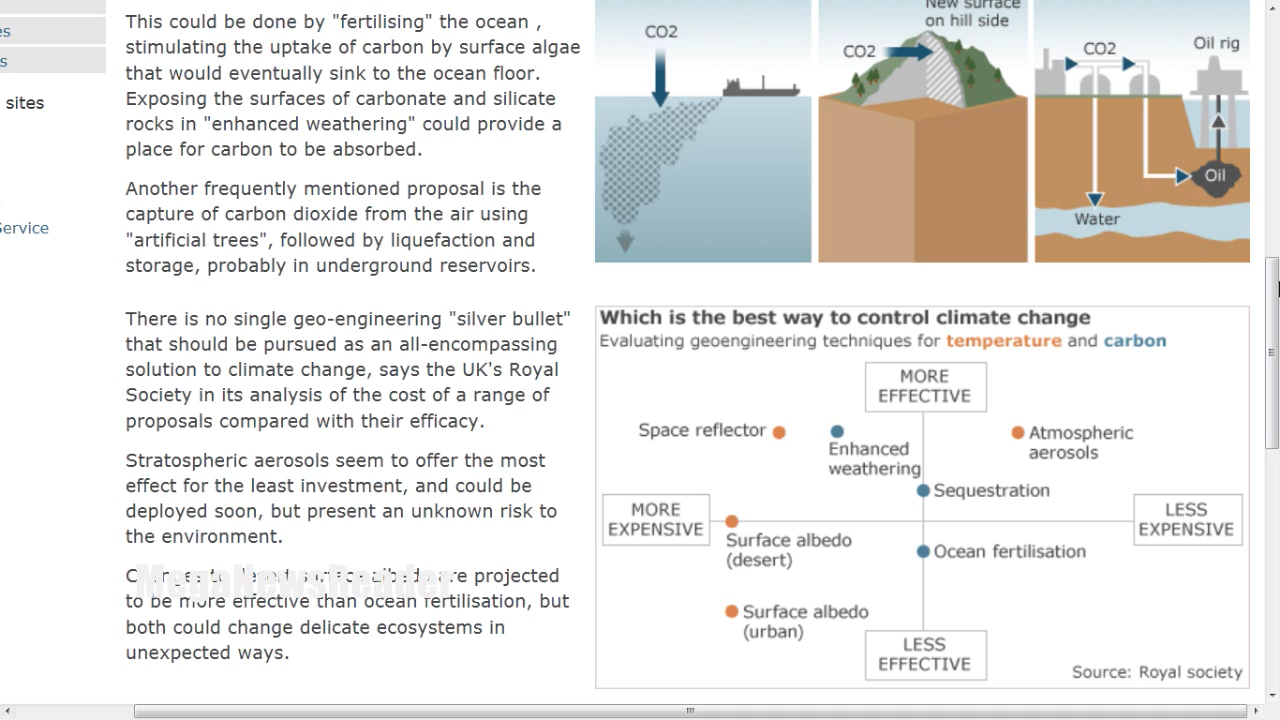 es
s
sites
Service
This could be done by "fertilising" the ocean ,
stimulating the uptake of carbon by surface algae
that would eventually sink to the ocean floor.
Exposing the surfaces of carbonate and silicate
rocks in "enhanced weathering" could provide a
place for carbon to be absorbed.
Another frequently mentioned proposal is the
capture of carbon dioxide from the air using
"artificial trees", followed by liquefaction and
storage, probably in underground reservoirs.
There is no single geo-engineering "silver bullet"
that should be pursued as an all-encompassing
solution to climate change, says the UK's Royal
Society in its analysis of the cost of a range of
proposals compared with their efficacy.
Stratospheric aerosols seem to offer the most
effect for the least investment, and could be
deployed soon, but present an unknown risk to
the environment.
Changes to desert surface albedo are projected
MegaNewsReader
to be more effective than ocean fertilisation, but
both could change delicate ecosystems in
unexpected ways.
CO2
New surface
on hill side
CO2
CO2
Oil rig
Oil
Water
Which is the best way to control climate change
Evaluating geoengineering techniques for temperature and carbon
MORE
EFFECTIVE
Space reflector
Enhanced
weathering
Atmospheric
aerosols
Sequestration
MORE
EXPENSIVE
LESS
EXPENSIVE
Surface albedo
(desert)
Ocean fertilisation
Surface albedo
(urban)
LESS
EFFECTIVE
Source: Royal society